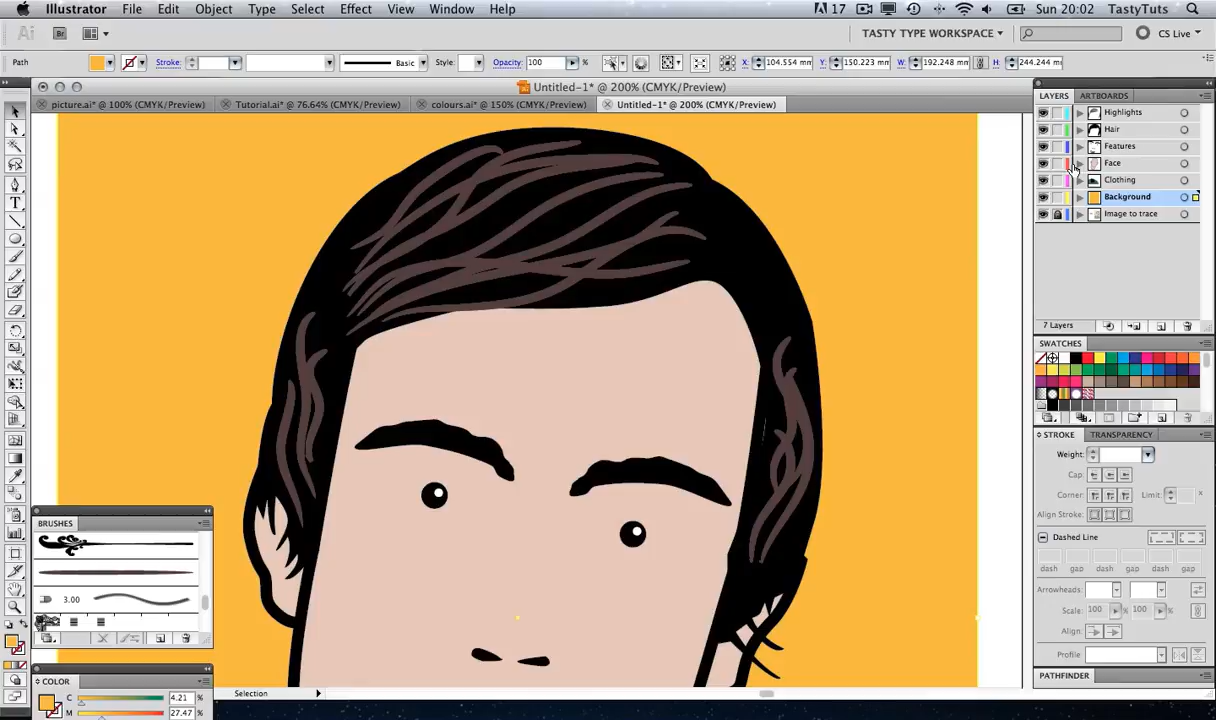 Illustrator File Edit Object Type Select Effect View Window Help 17 Sun 20:02 TastyTuts
Ai Br TASTY TYPE WORKSPACE CS Live
Path Stroke: Basic Style: Opacity: 100 % X: 104.554 mm Y: 150.223 mm W: 192.248 mm H: 244.244 mm
Untitled-1* @ 200% (CMYK/Preview)
picture.ai* @ 100% (CMYK/Preview) Tutorial.ai* @ 76.64% (CMYK/Preview) colours.ai* @ 150% (CMYK/Preview) Untitled-1* @ 200% (CMYK/Preview)
LAYERS ARTBOARDS
Highlights
Hair
Features
Face
Clothing
Background
Image to trace
7 Layers
SWATCHES
STROKE TRANSPARENCY
Weight:
Cap:
Corner: Limit: x
Align Stroke:
Dashed Line
dash gap dash gap dash gap
Arrowheads:
Scale: 100 % 100 %
Align:
Profile
PATHFINDER
BRUSHES
3.00
COLOR
C 4.21 %
M 27.47 %
Selection